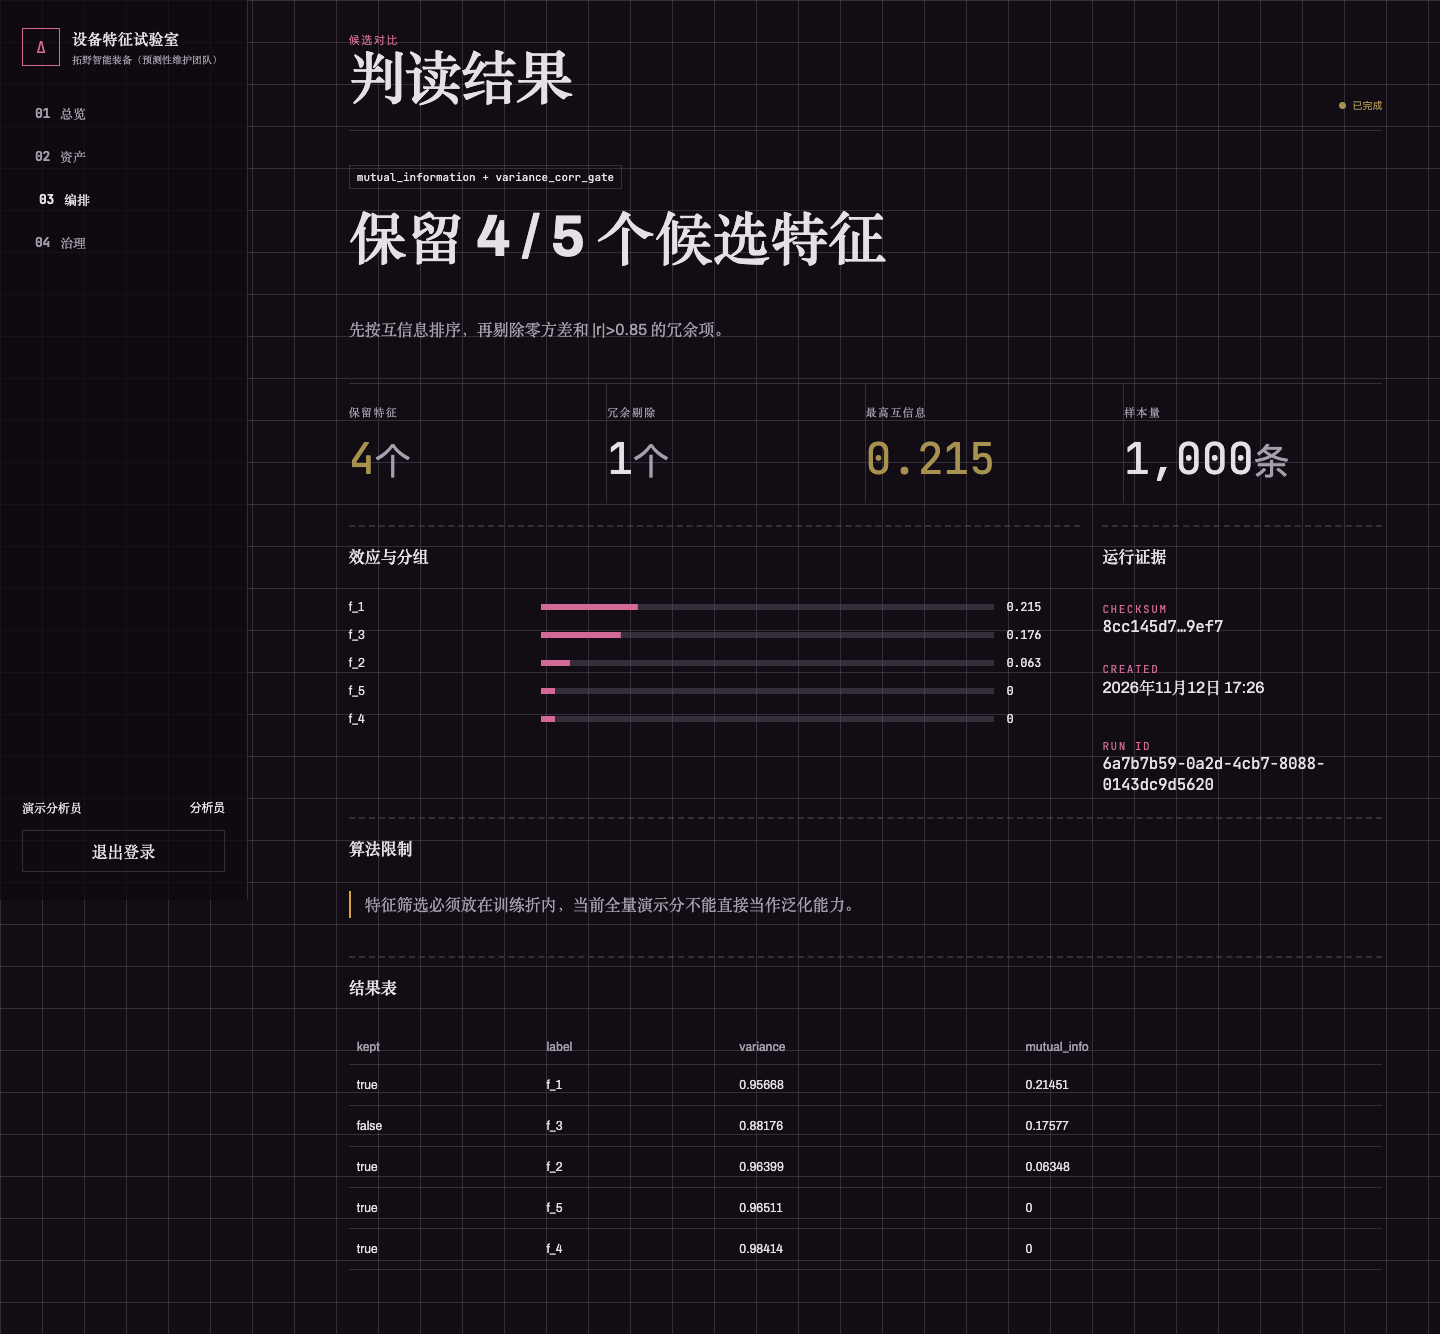 Δ
设备特征试验室
拓野智能装备（预测性维护团队）
01 总览
02 资产
03 编排
04 治理
演示分析员 分析员
退出登录
候选对比
判读结果
已完成
mutual_information + variance_corr_gate
保留 4 / 5 个候选特征
先按互信息排序，再剔除零方差和 |r|>0.85 的冗余项。
保留特征
4个
冗余剔除
1个
最高互信息
0.215
样本量
1,000条
效应与分组
f_1 0.215
f_3 0.176
f_2 0.063
f_5 0
f_4 0
运行证据
CHECKSUM
8cc145d7…9ef7
CREATED
2026年11月12日 17:26
RUN ID
6a7b7b59-0a2d-4cb7-8088-
0143dc9d5620
算法限制
特征筛选必须放在训练折内，当前全量演示分不能直接当作泛化能力。
结果表
kept label variance mutual_info
true f_1 0.95668 0.21451
false f_3 0.88176 0.17577
true f_2 0.96399 0.06348
true f_5 0.96511 0
true f_4 0.98414 0